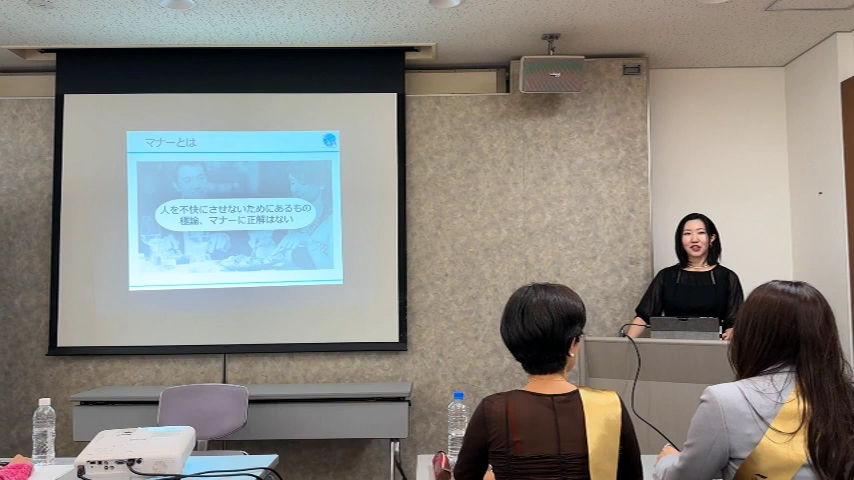 マナーとは
人を不快にさせないためにあるもの
極論、マナーに正解はない